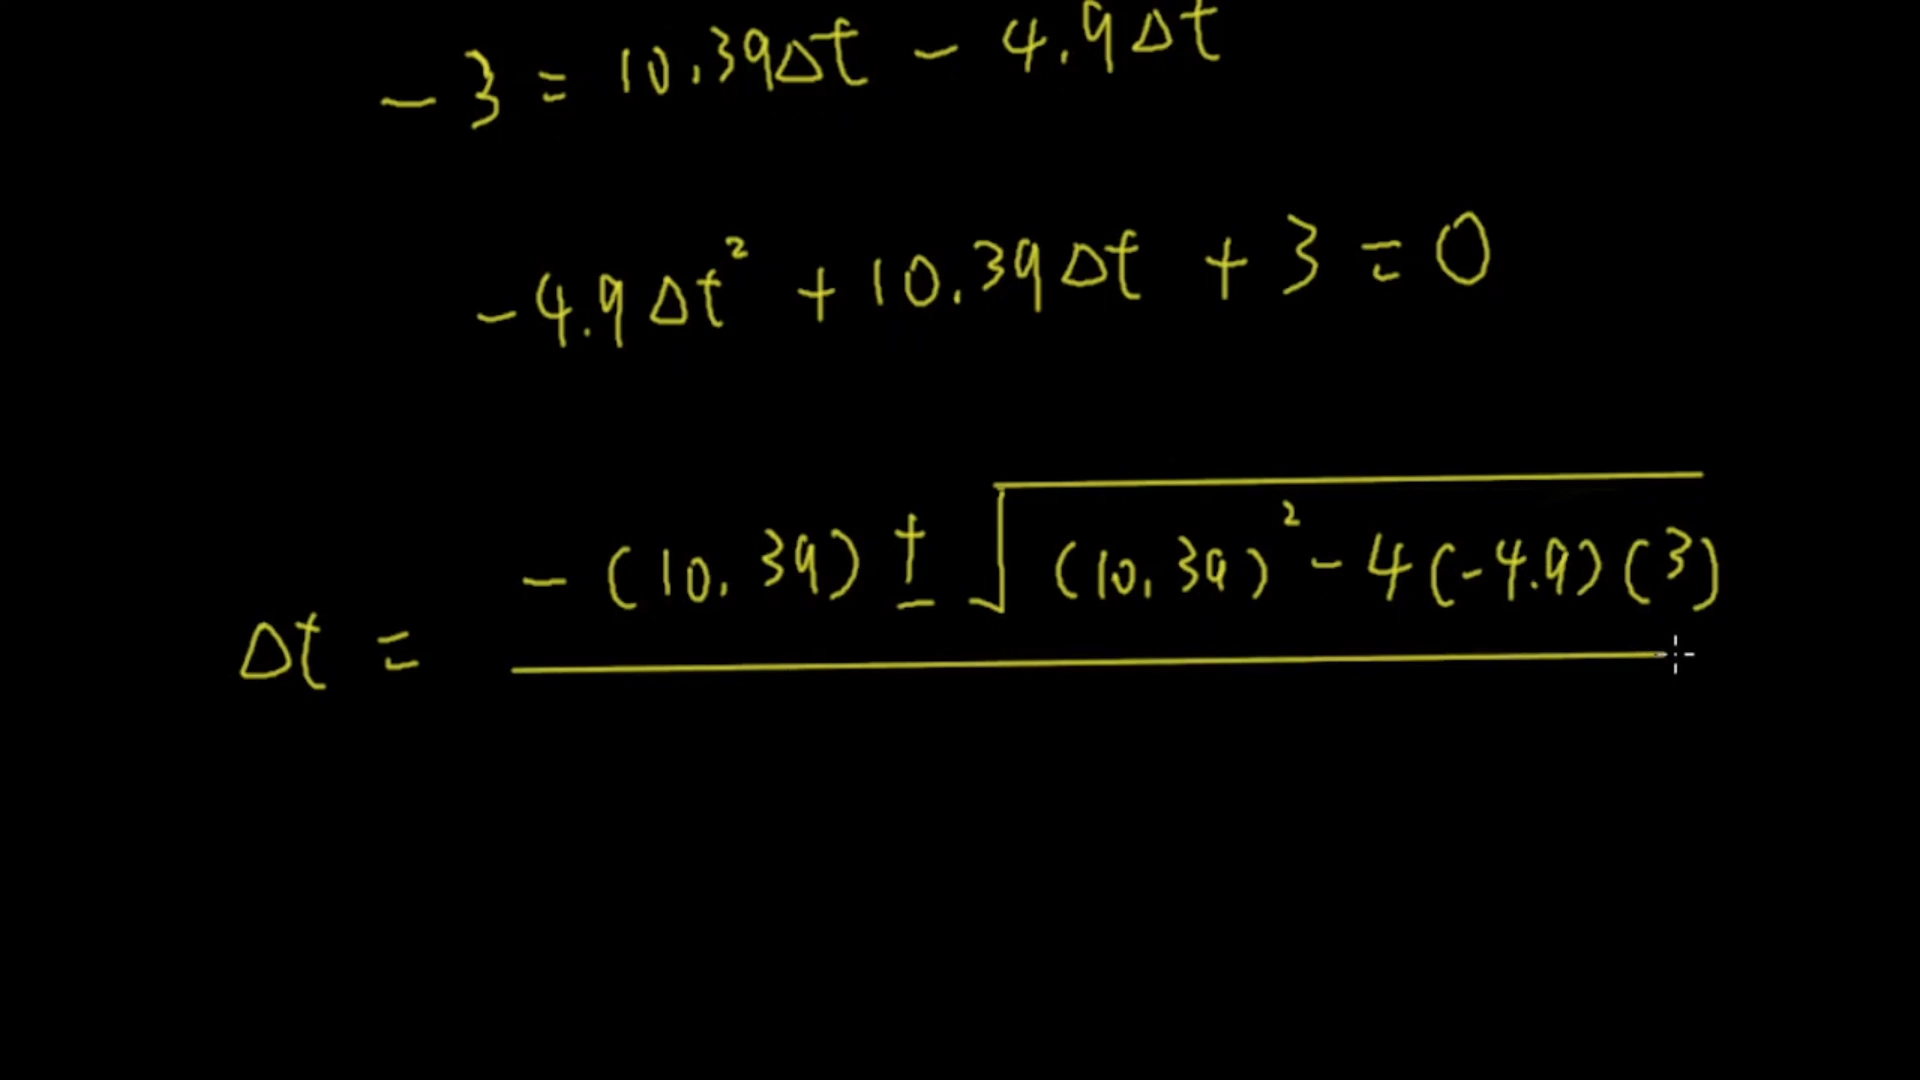 - 3 = 10.39Δt - 4.9Δt
-4.9Δt² + 10.39Δt + 3 = 0
Δt = -(10.39) ± √(10.39)² - 4(-4.9)(3)